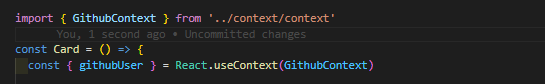 import { GithubContext } from '../context/context'
You, 1 second ago • Uncommitted changes
const Card = () => {
const { githubUser } = React.useContext(GithubContext)